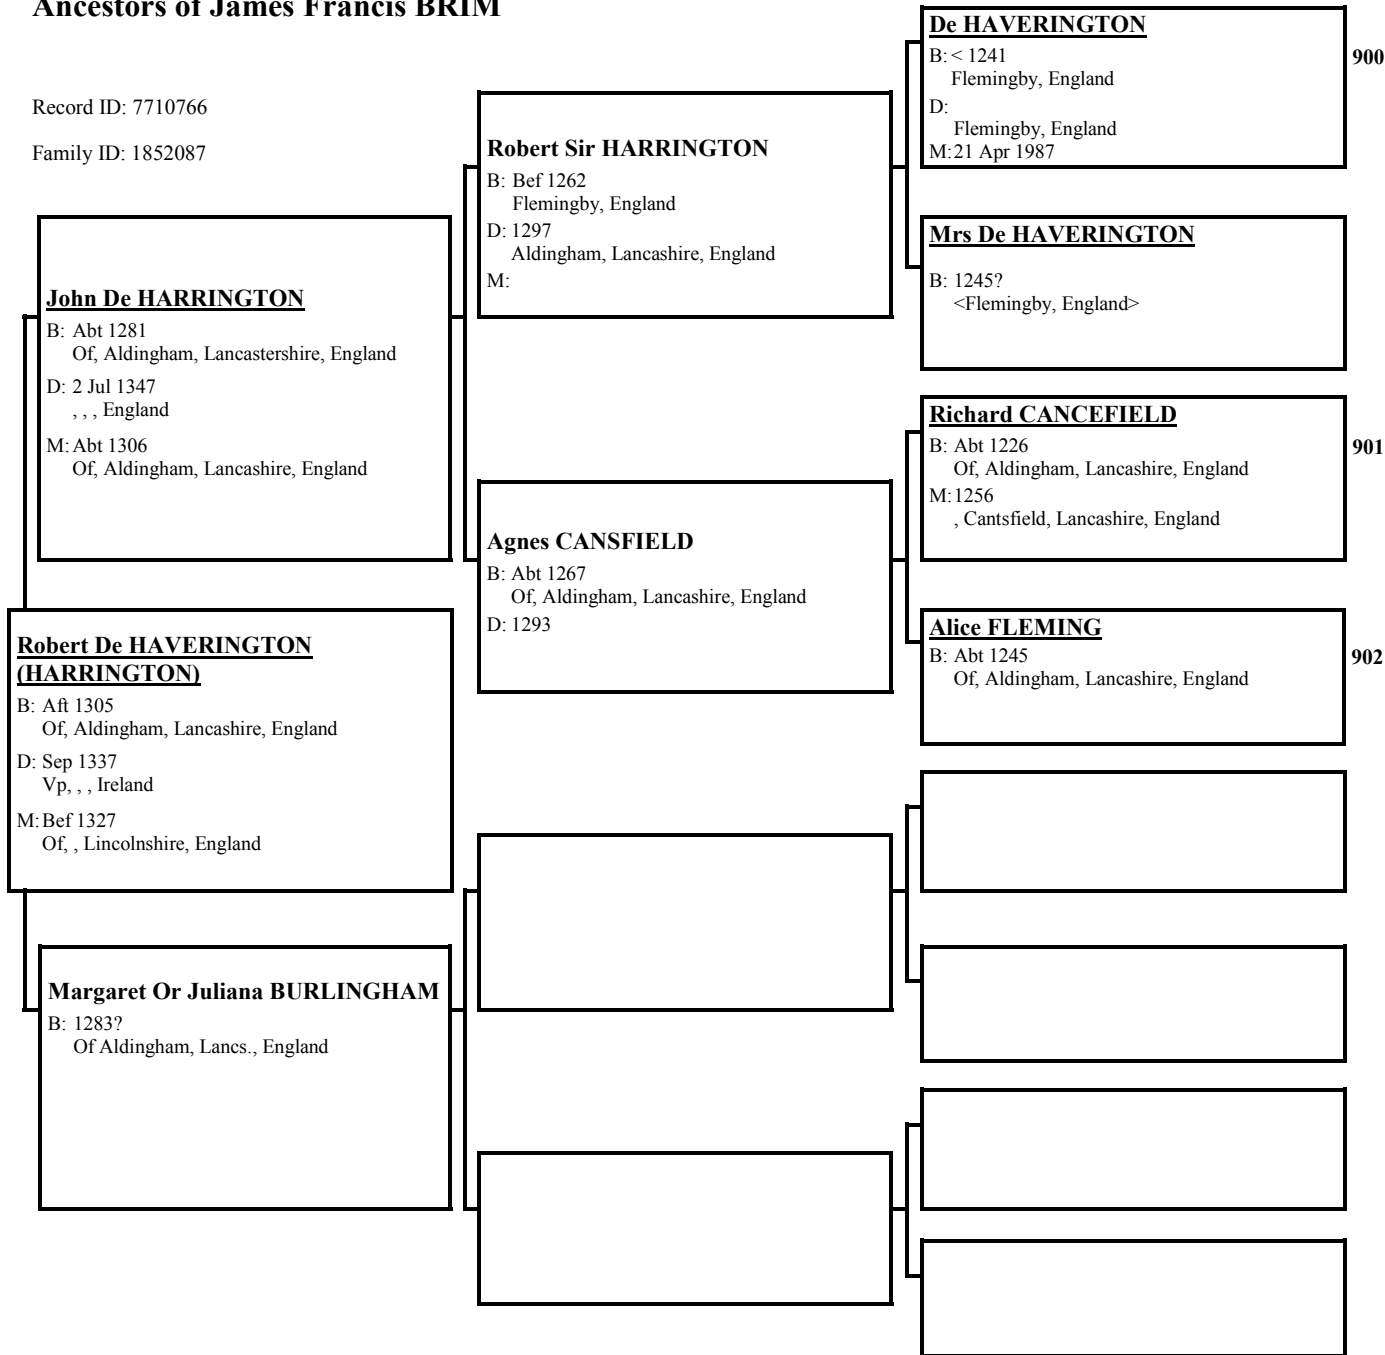 Ancestors of James Francis BRIM
Record ID: 7710766
Family ID: 1852087
John De HARRINGTON
B: Abt 1281
Of, Aldingham, Lancastershire, England
D: 2 Jul 1347
, , , England
M: Abt 1306
Of, Aldingham, Lancashire, England
Robert De HAVERINGTON
(HARRINGTON)
B: Aft 1305
Of, Aldingham, Lancashire, England
D: Sep 1337
Vp, , , Ireland
M: Bef 1327
Of, , Lincolnshire, England
Margaret Or Juliana BURLINGHAM
B: 1283?
Of Aldingham, Lancs., England
Robert Sir HARRINGTON
B: Bef 1262
Flemingby, England
D: 1297
Aldingham, Lancashire, England
M:
Agnes CANSFIELD
B: Abt 1267
Of, Aldingham, Lancashire, England
D: 1293
De HAVERINGTON
B: < 1241
Flemingby, England
D:
Flemingby, England
M: 21 Apr 1987
900
Mrs De HAVERINGTON
B: 1245?
<Flemingby, England>
Richard CANCEFIELD
B: Abt 1226
Of, Aldingham, Lancashire, England
M: 1256
, Cantsfield, Lancashire, England
901
Alice FLEMING
B: Abt 1245
Of, Aldingham, Lancashire, England
902